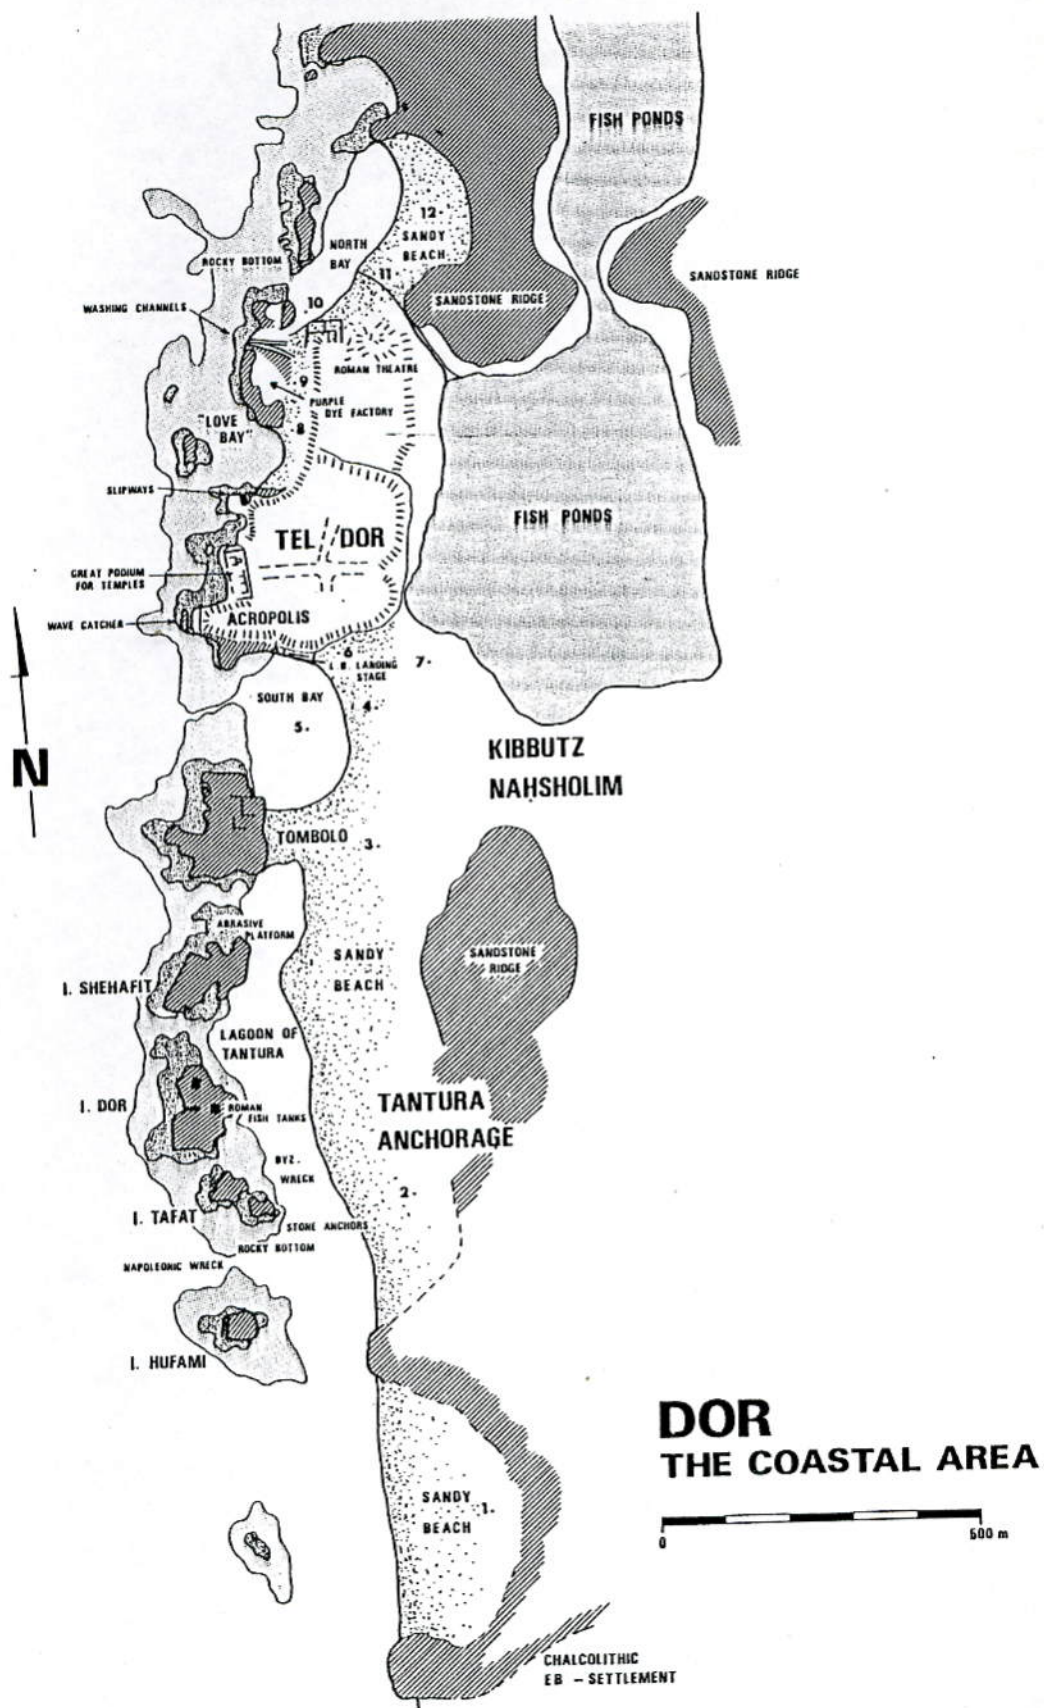 FISH PONDS
12.
SANDY
BEACH
NORTH
BAY
ROCKY BOTTOM
11.
SANDSTONE RIDGE
SANDSTONE RIDGE
WASHING CHANNELS
10
ROMAN THEATRE
9
PURPLE
DYE FACTORY
"LOVE
BAY"
8
SLIPWAYS
FISH PONDS
TEL DOR
A
GREAT PODIUM
FOR TEMPLES
WAVE CATCHER
ACROPOLIS
6
L B. LANDING
STAGE
7.
SOUTH BAY
4.
5.
N
KIBBUTZ
NAḤSHOLIM
TOMBOLO
3.
ABRASIVE
PLATFORM
SANDY
BEACH
SANDSTONE
RIDGE
I. SHEHAFIT
LAGOON OF
TANTURA
I. DOR
ROMAN
FISH TANKS
TANTURA
ANCHORAGE
BYZ.
WRECK
2.
I. TAFAT
STONE ANCHORS
ROCKY BOTTOM
NAPOLEONIC WRECK
I. HUFAMI
DOR
THE COASTAL AREA
0
500 m
SANDY
BEACH
1.
CHALCOLITHIC
EB – SETTLEMENT